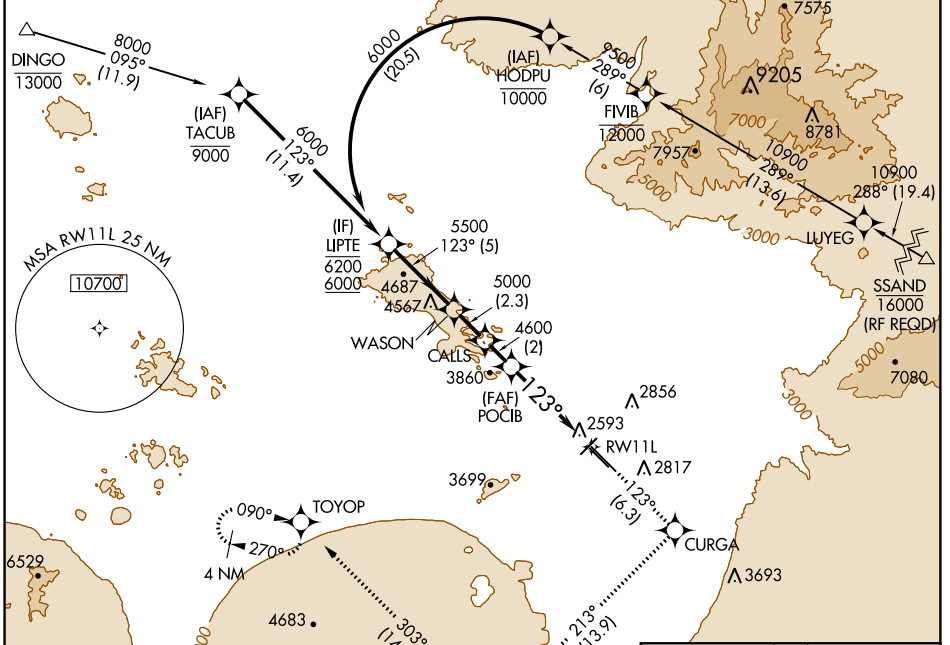 7575
DINGO
13000
8000
095°
(11.9)
(IAF)
TACUB
9000
6000
123°
(11.4)
6000
(20.5)
(IAF)
HODPU
10000
9500
289°
(6)
FIVIB
12000
9205
7000
8781
7957
5000
10900
289°
(13.6)
10900
288° (19.4)
3000
LUYEG
SSAND
16000
(RF REQD)
MSA RW11L 25 NM
10700
(IF)
LIPTE
6200
6000
5500
123° (5)
4687
4567
5000
(2.3)
WASON
CALLS
4600
(2)
3860
(FAF)
POCIB
123°
2856
2593
RW11L
2817
5000
7080
3000
3699
123°
(6.3)
CURGA
090°
TOYOP
270°
4 NM
6529
3693
4683
303°
213°
(13.9)